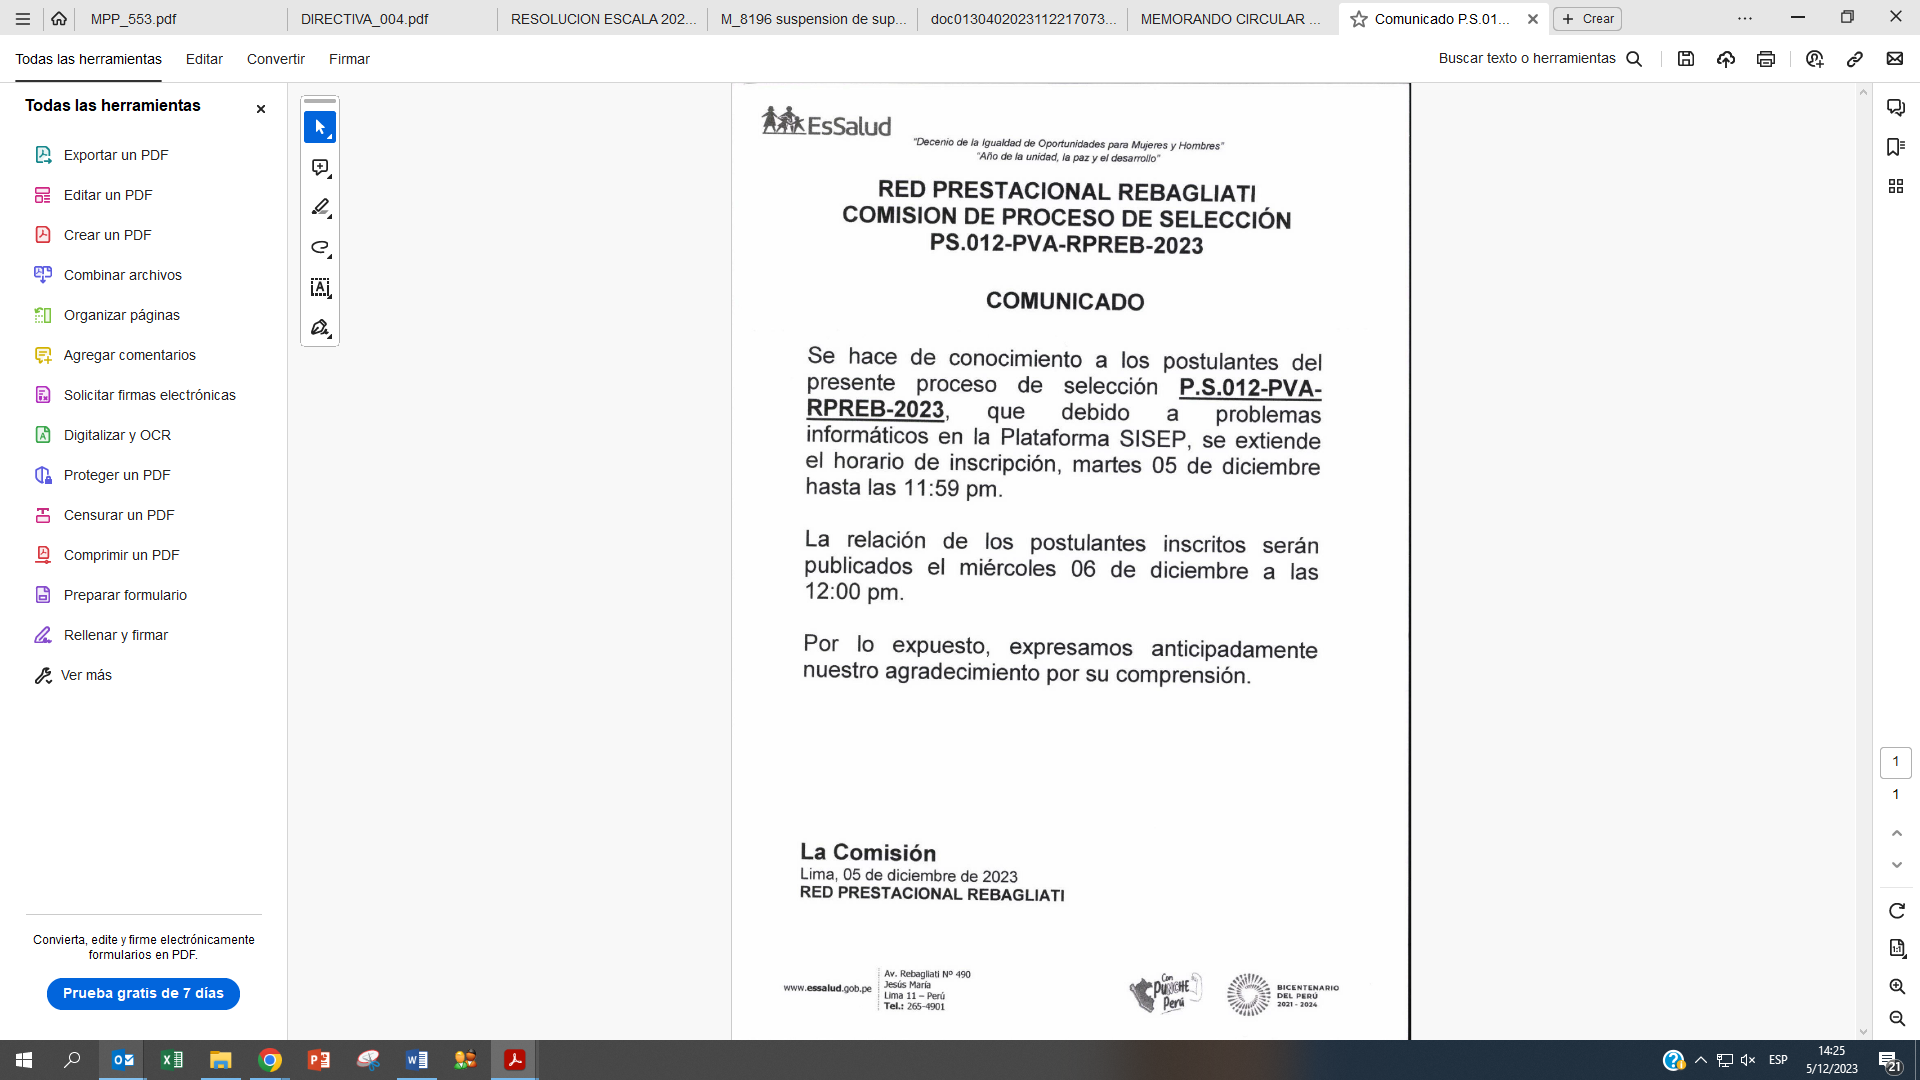 MPP_553.pdf
DIRECTIVA_004.pdf
RESOLUCION ESCALA 202...
M_8196 suspension de sup...
doc0130402023112217073...
MEMORANDO CIRCULAR ...
Comunicado P.S.01...
Crear
Todas las herramientas
Editar
Convertir
Firmar
Buscar texto o herramientas
Todas las herramientas
Exportar un PDF
Editar un PDF
Crear un PDF
Combinar archivos
Organizar páginas
Agregar comentarios
Solicitar firmas electrónicas
Digitalizar y OCR
Proteger un PDF
Censurar un PDF
Comprimir un PDF
Preparar formulario
Rellenar y firmar
Ver más
Convierta, edite y firme electrónicamente
formularios en PDF.
Prueba gratis de 7 días
EsSalud
"Decenio de la Igualdad de Oportunidades para Mujeres y Hombres"
"Año de la unidad, la paz y el desarrollo"
RED PRESTACIONAL REBAGLIATI
COMISION DE PROCESO DE SELECCIÓN
PS.012-PVA-RPREB-2023
COMUNICADO
Se hace de conocimiento a los postulantes del
presente proceso de selección P.S.012-PVA-
RPREB-2023, que debido a problemas
informáticos en la Plataforma SISEP, se extiende
el horario de inscripción, martes 05 de diciembre
hasta las 11:59 pm.
La relación de los postulantes inscritos serán
publicados el miércoles 06 de diciembre a las
12:00 pm.
Por lo expuesto, expresamos anticipadamente
nuestro agradecimiento por su comprensión.
La Comisión
Lima, 05 de diciembre de 2023
RED PRESTACIONAL REBAGLIATI
www.essalud.gob.pe
Av. Rebagliati Nº 490
Jesús María
Lima 11 – Perú
Tel.: 265-4901
Con
PUNCHE
Perú
BICENTENARIO
DEL PERÚ
2021 - 2024
1
1
ESP
14:25
5/12/2023
21